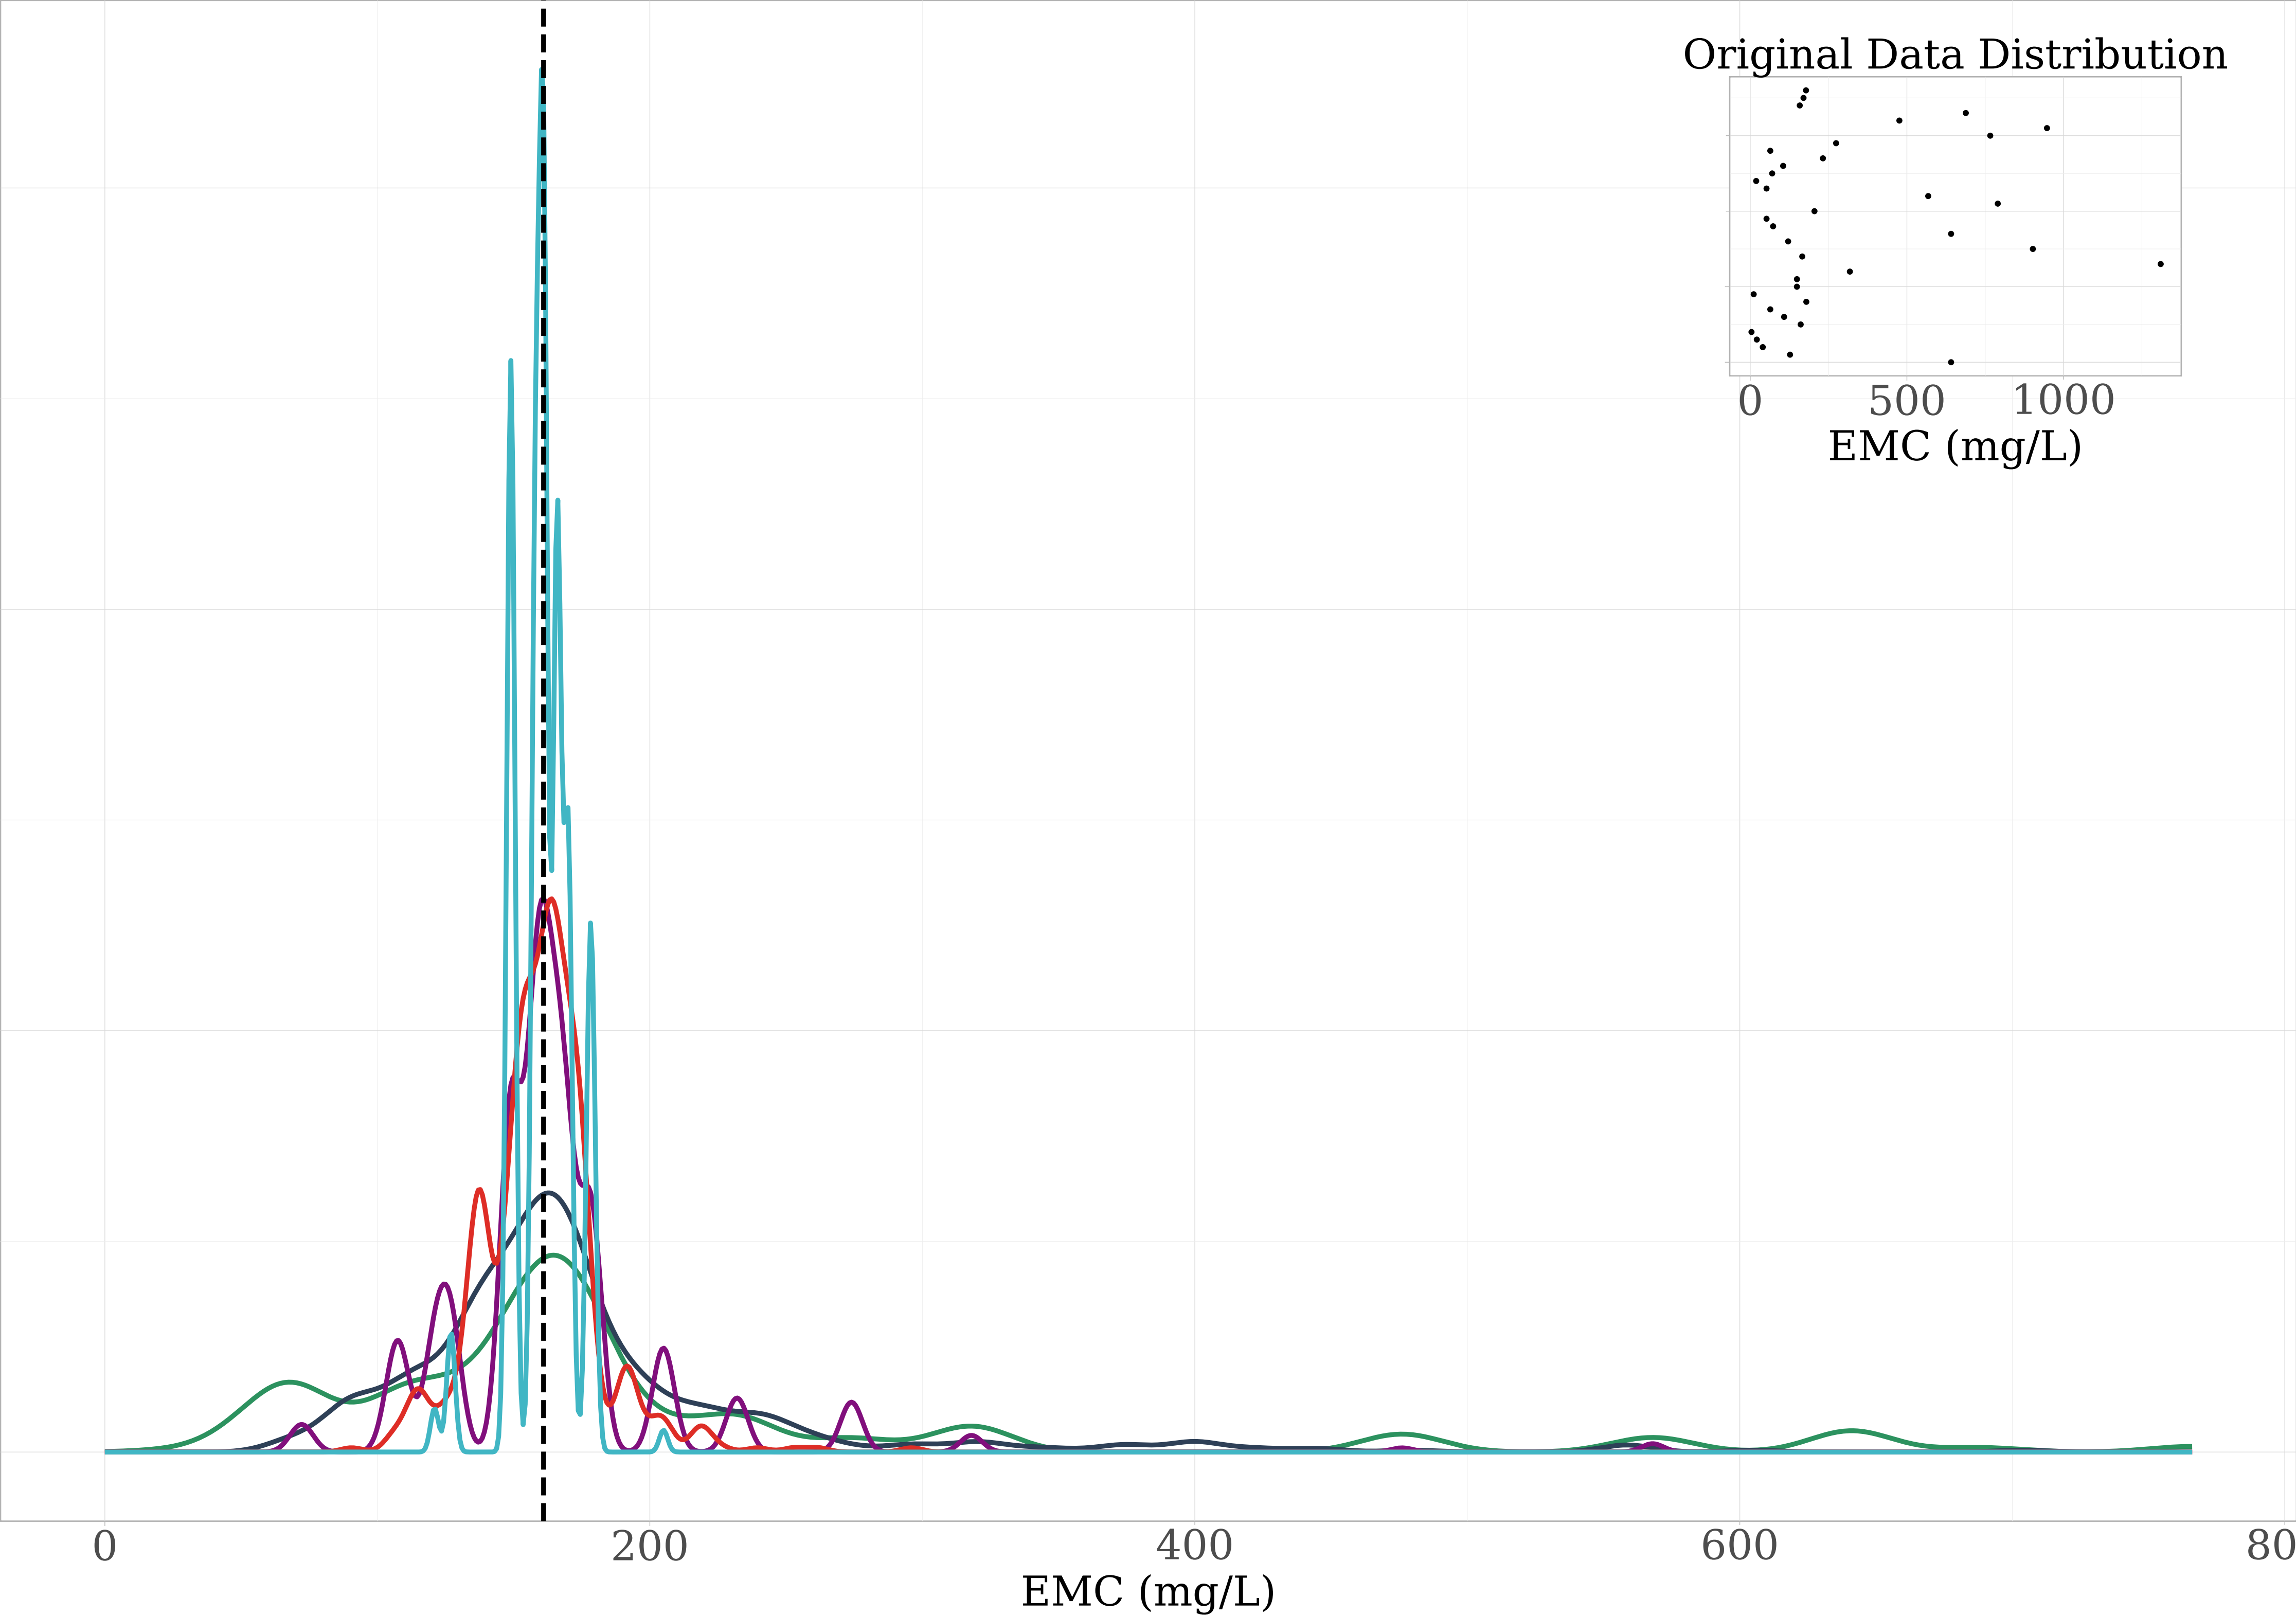 Original Data Distribution
0 500 1000
EMC (mg/L)
0 200 400 600 80
EMC (mg/L)